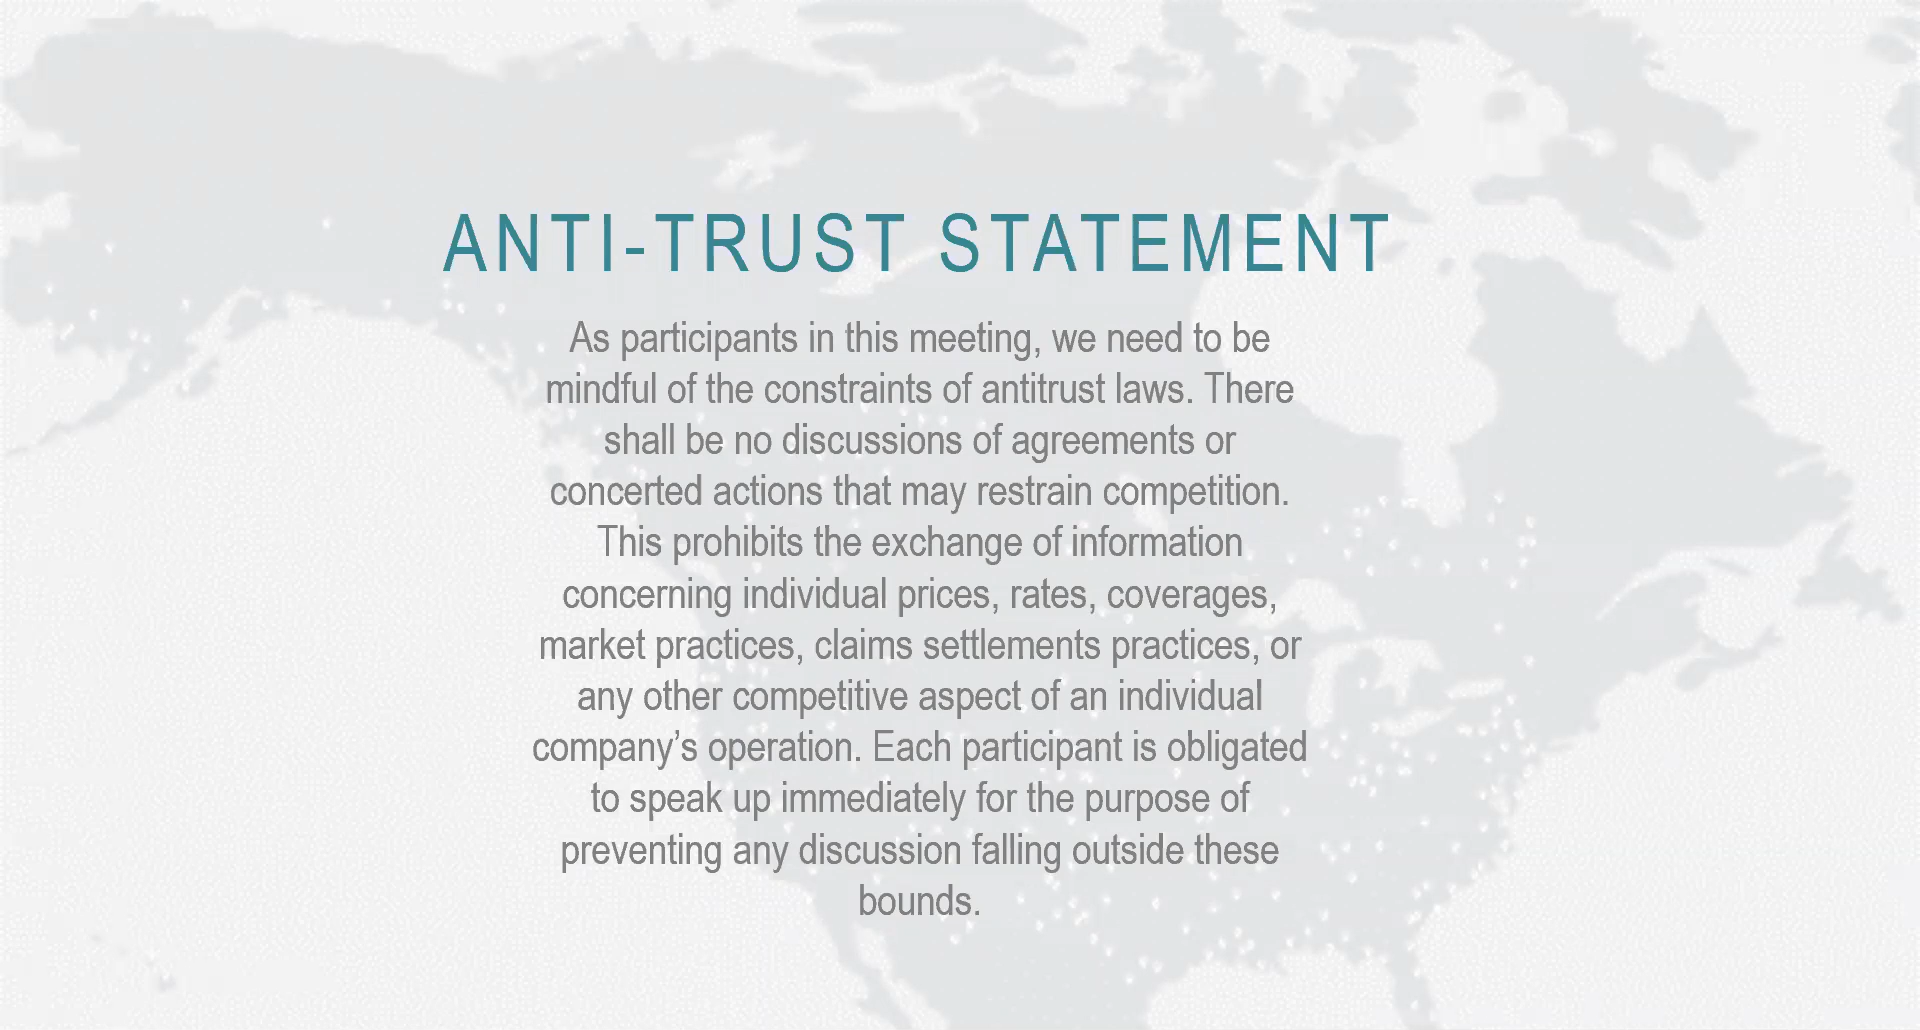 ANTI-TRUST STATEMENT
As participants in this meeting, we need to be
mindful of the constraints of antitrust laws. There
shall be no discussions of agreements or
concerted actions that may restrain competition.
This prohibits the exchange of information
concerning individual prices, rates, coverages,
market practices, claims settlements practices, or
any other competitive aspect of an individual
company’s operation. Each participant is obligated
to speak up immediately for the purpose of
preventing any discussion falling outside these
bounds.